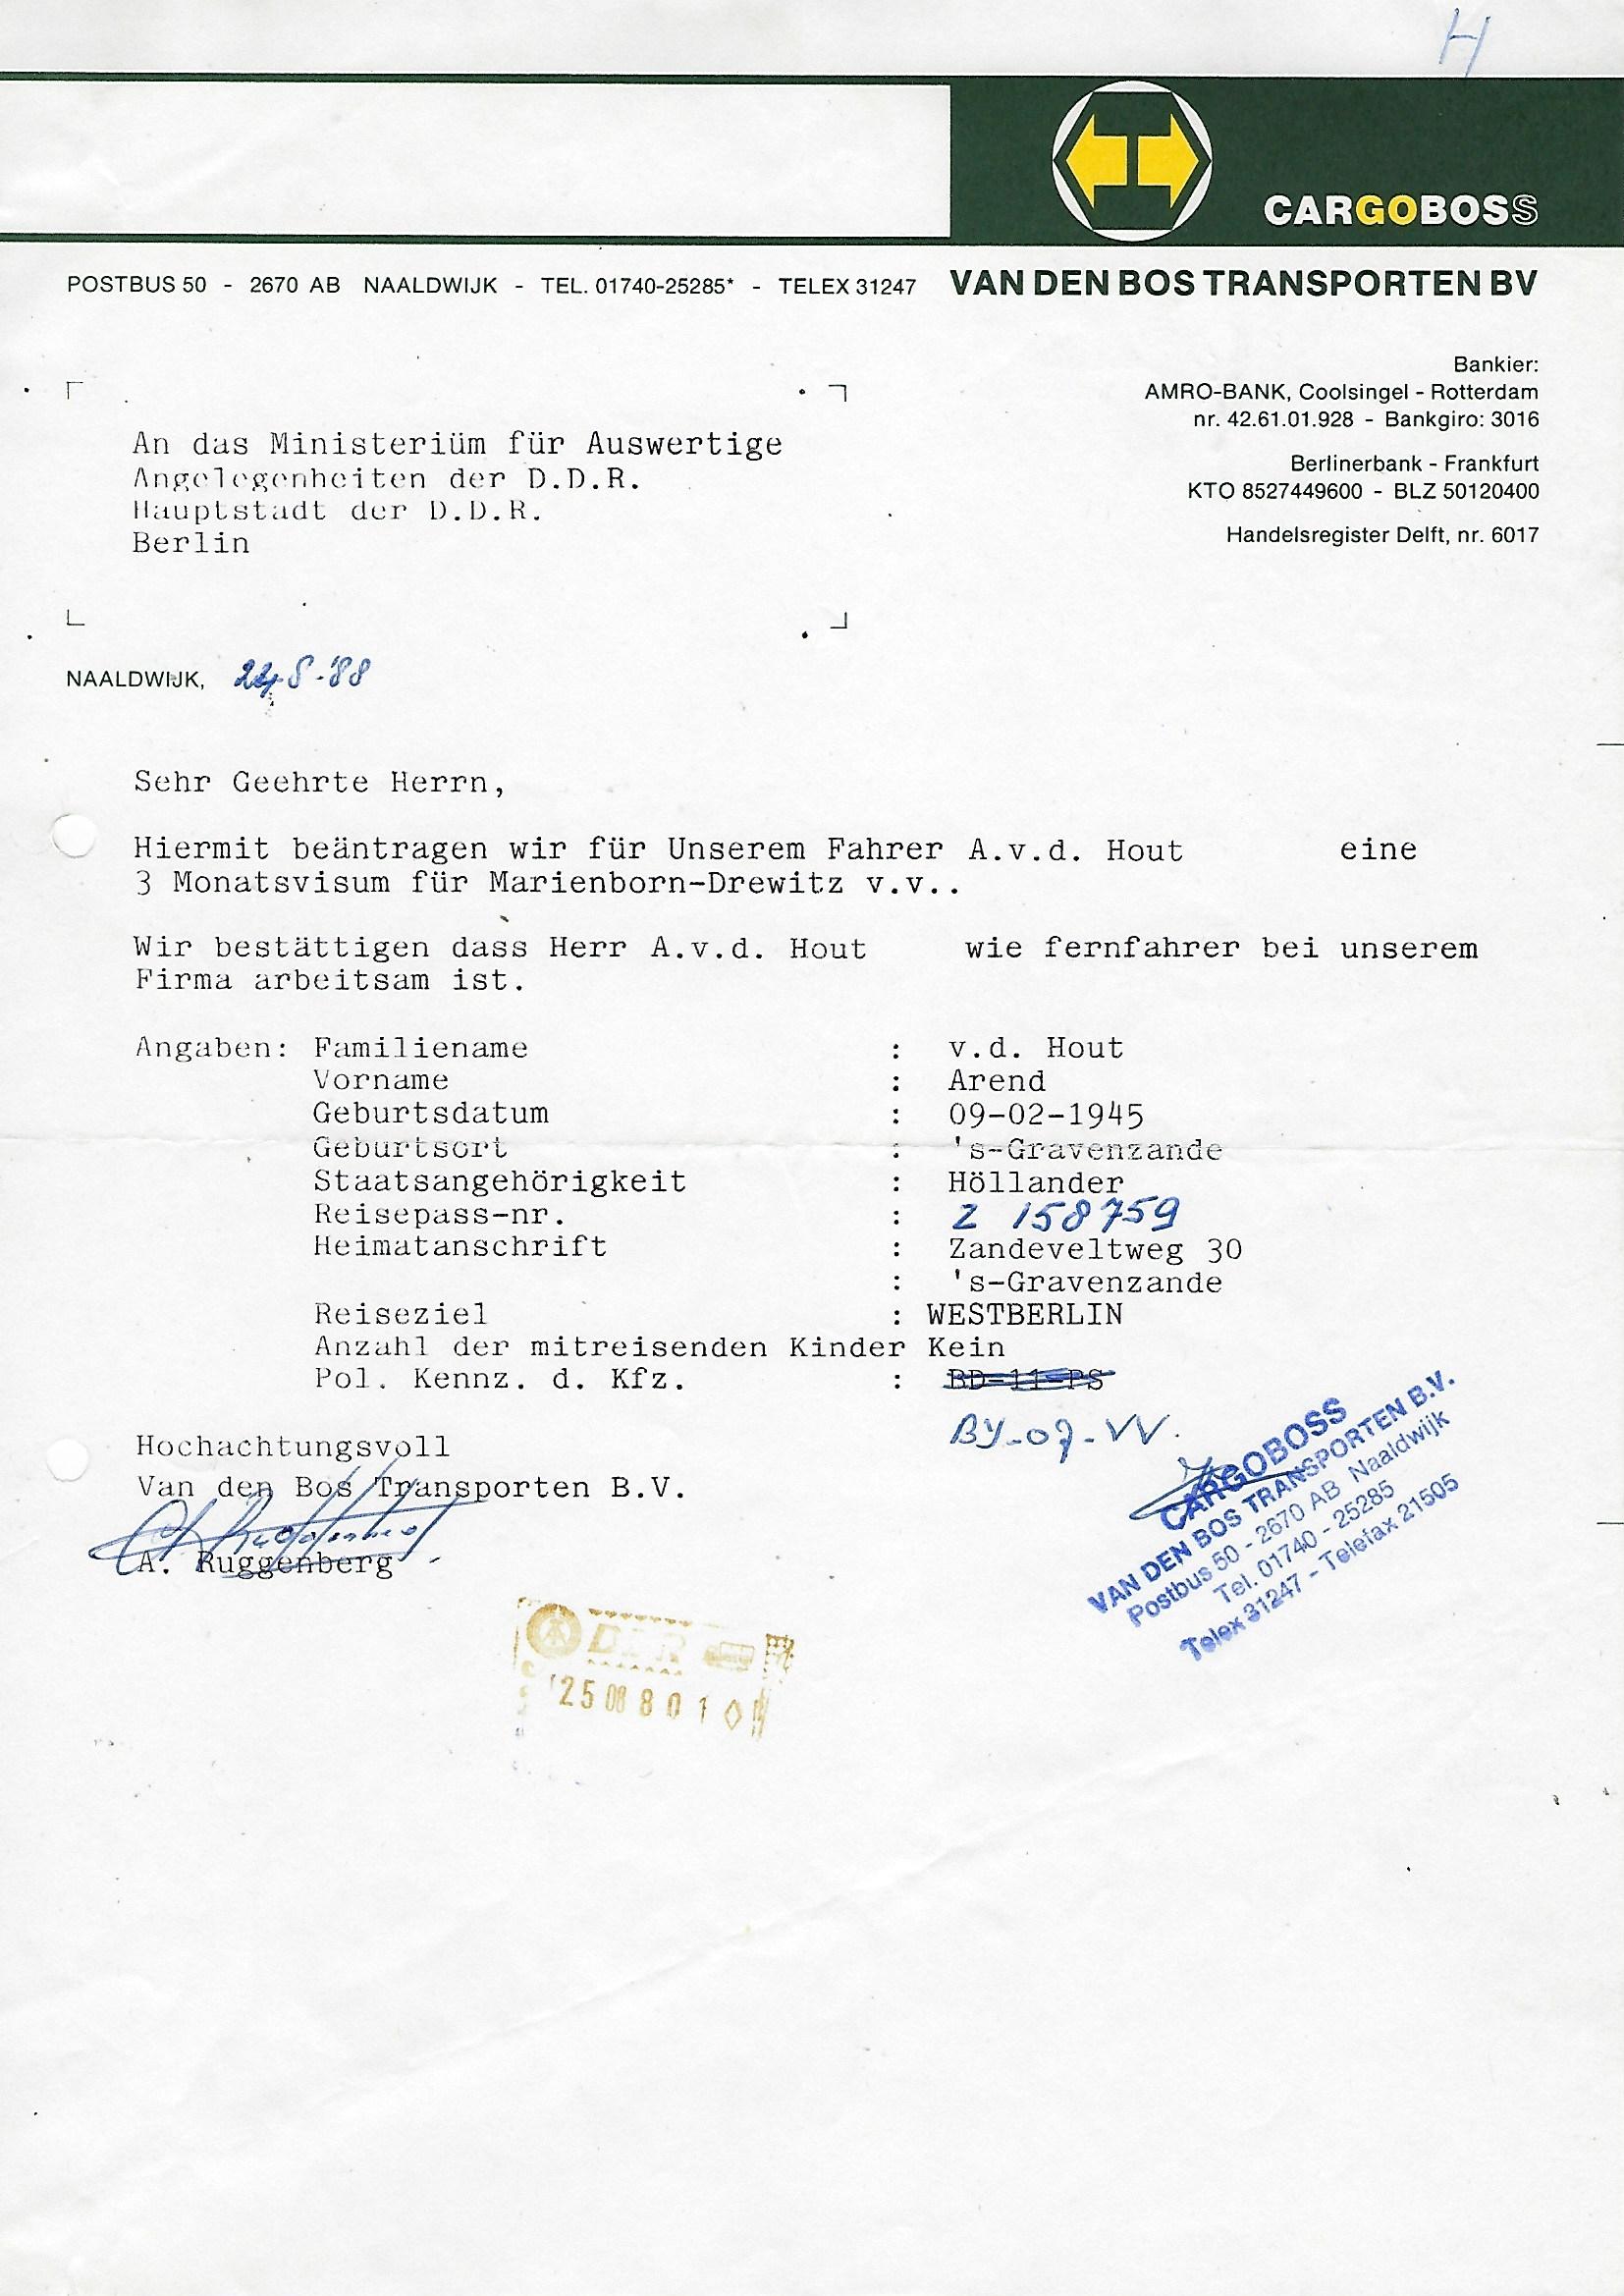 H
CARGOBOSS
POSTBUS 50 - 2670 AB NAALDWIJK - TEL. 01740-25285* - TELEX 31247 VAN DEN BOS TRANSPORTEN BV
Bankier:
AMRO-BANK, Coolsingel - Rotterdam
nr. 42.61.01.928 - Bankgiro: 3016
Berlinerbank - Frankfurt
KTO 8527449600 - BLZ 50120400
Handelsregister Delft, nr. 6017
An das Ministeriüm für Auswertige
Angelegenheiten der D.D.R.
Hauptstadt der D.D.R.
Berlin
NAALDWIJK, 24-8-'88
Sehr Geehrte Herrn,
Hiermit beäntragen wir für Unserem Fahrer A.v.d. Hout eine
3 Monatsvisum für Marienborn-Drewitz v.v..
Wir bestättigen dass Herr A.v.d. Hout wie fernfahrer bei unserem
Firma arbeitsam ist.
Angaben: Familiename : v.d. Hout
Vorname : Arend
Geburtsdatum : 09-02-1945
Geburtsort : 's-Gravenzande
Staatsangehörigkeit : Höllander
Reisepass-nr. : Z 158759
Heimatanschrift : Zandeveltweg 30
: 's-Gravenzande
Reiseziel : WESTBERLIN
Anzahl der mitreisenden Kinder Kein
Pol. Kennz. d. Kfz. : BD-11-PS
BY-07-VV.
Hochachtungsvoll
Van den Bos Transporten B.V.
A. Ruggenberg
CARGOBOSS
VAN DEN BOS TRANSPORTEN B.V.
Postbus 50 - 2670 AB Naaldwijk
Tel. 01740 - 25285
Telex 31247 - Telefax 21505
DDR
25 08 8 0 1 0